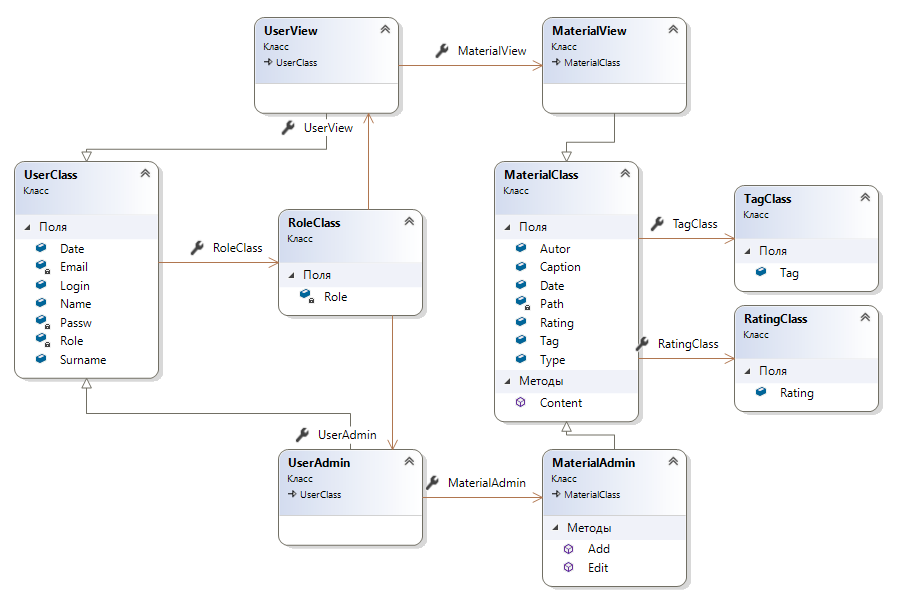 UserView
Класс
UserClass
MaterialView
MaterialView
Класс
MaterialClass
UserView
UserClass
Класс
Поля
Date
Email
Login
Name
Passw
Role
Surname
RoleClass
RoleClass
Класс
Поля
Role
MaterialClass
Класс
Поля
Autor
Caption
Date
Path
Rating
Tag
Type
Методы
Content
TagClass
TagClass
Класс
Поля
Tag
RatingClass
RatingClass
Класс
Поля
Rating
UserAdmin
UserAdmin
Класс
UserClass
MaterialAdmin
MaterialAdmin
Класс
MaterialClass
Методы
Add
Edit